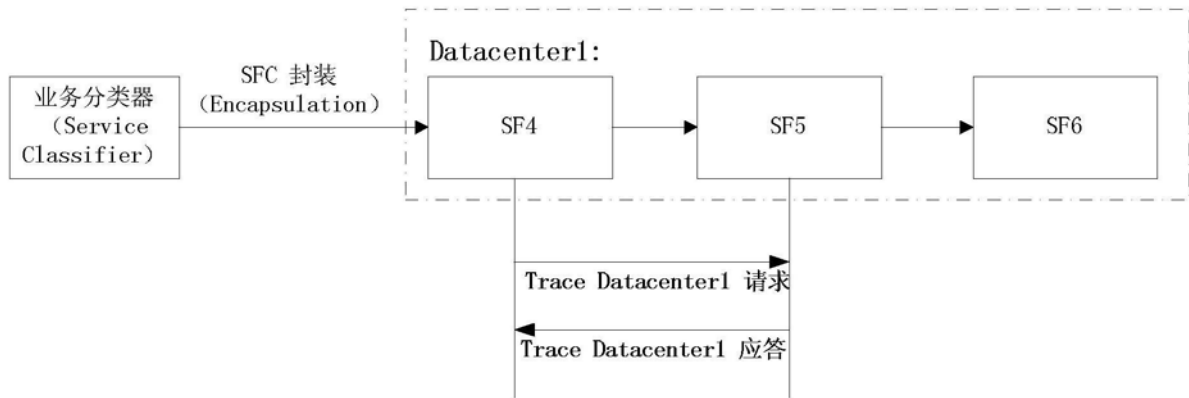 Datacenter1:
SFC 封装
（Encapsulation）
业务分类器
（Service
Classifier）
SF4
SF5
SF6
Trace Datacenter1 请求
Trace Datacenter1 应答